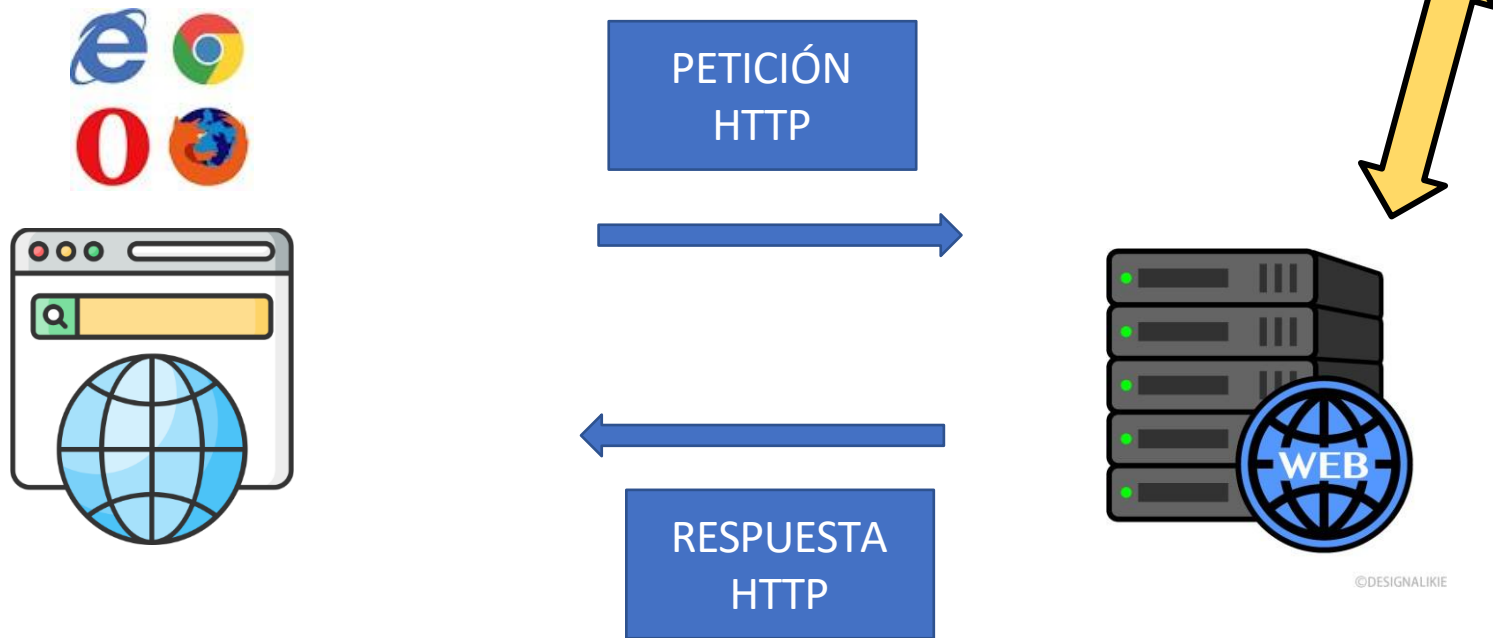 PETICIÓN
HTTP
WEB
RESPUESTA
HTTP
©DESIGNALIKIE